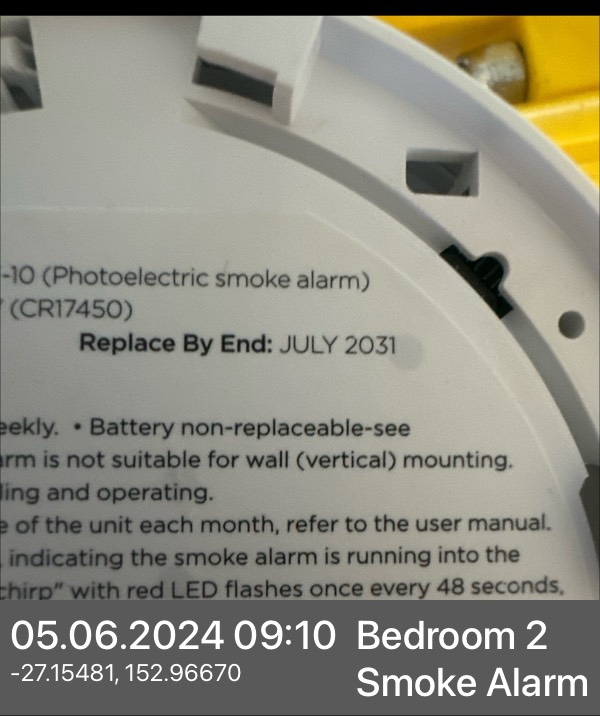 -10 (Photoelectric smoke alarm)
(CR17450)
Replace By End: JULY 2031
eekly. • Battery non-replaceable-see
arm is not suitable for wall (vertical) mounting.
ling and operating.
e of the unit each month, refer to the user manual.
, indicating the smoke alarm is running into the
chirp” with red LED flashes once every 48 seconds,
05.06.2024 09:10 Bedroom 2
-27.15481, 152.96670 Smoke Alarm